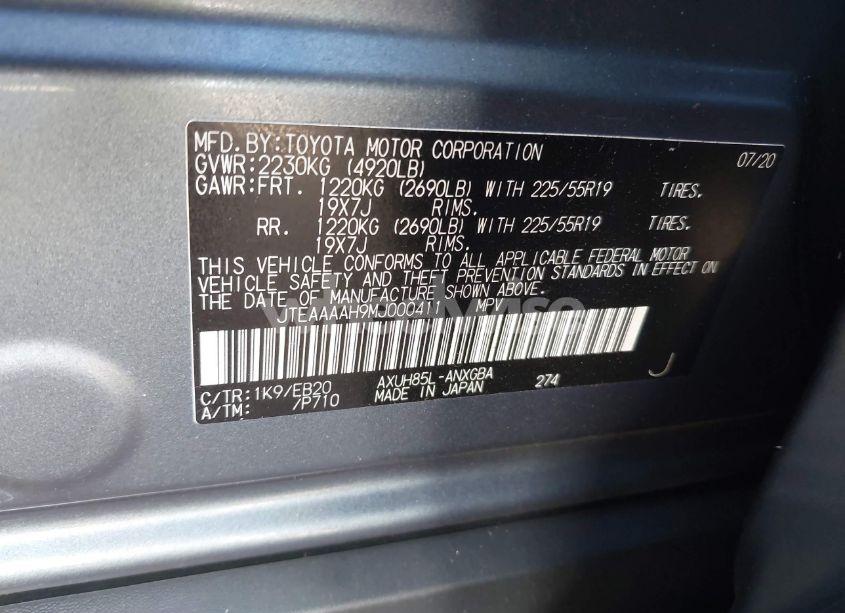 MFD.BY:TOYOTA MOTOR CORPORATION 07/20
GVWR:2230KG (4920LB)
GAWR:FRT. 1220KG (2690LB) WITH 225/55R19 TIRES.
19X7J RIMS.
RR. 1220KG (2690LB) WITH 225/55R19 TIRES.
19X7J RIMS.
THIS VEHICLE CONFORMS TO ALL APPLICABLE FEDERAL MOTOR
VEHICLE SAFETY AND THEFT PREVENTION STANDARDS IN EFFECT ON
THE DATE OF MANUFACTURE SHOWN ABOVE.
JTEAAAAH9MJ000411 MPV
C/TR:1K9/EB20 AXUH85L-ANXGBA 274 J
A/TM: /P710 MADE IN JAPAN